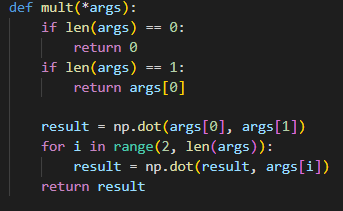 def mult(*args):
    if len(args) == 0:
        return 0
    if len(args) == 1:
        return args[0]

    result = np.dot(args[0], args[1])
    for i in range(2, len(args)):
        result = np.dot(result, args[i])
    return result